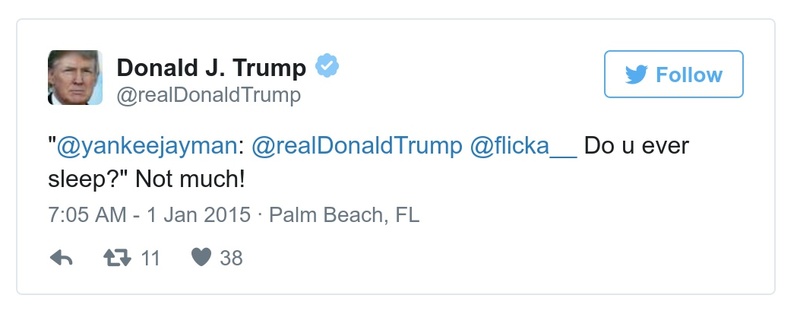 Donald J. Trump
@realDonaldTrump
Follow
"@yankeejayman: @realDonaldTrump @flicka__ Do u ever
sleep?" Not much!
7:05 AM - 1 Jan 2015 · Palm Beach, FL
11 38